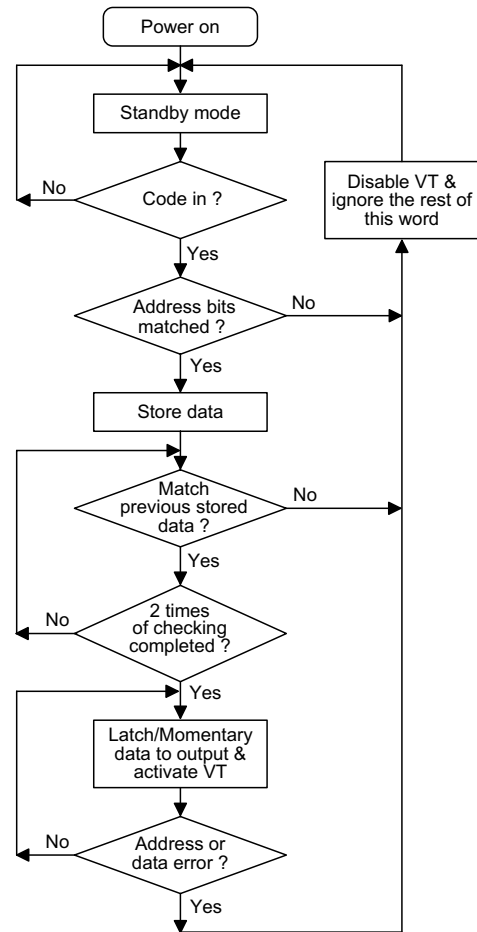 Power on
Standby mode
No
Code in ?
Disable VT &
ignore the rest of
this word
Yes
Address bits
matched ?
No
Yes
Store data
Match
previous stored
data ?
No
Yes
No
2 times
of checking
completed ?
Yes
Latch/Momentary
data to output &
activate VT
No
Address or
data error ?
Yes